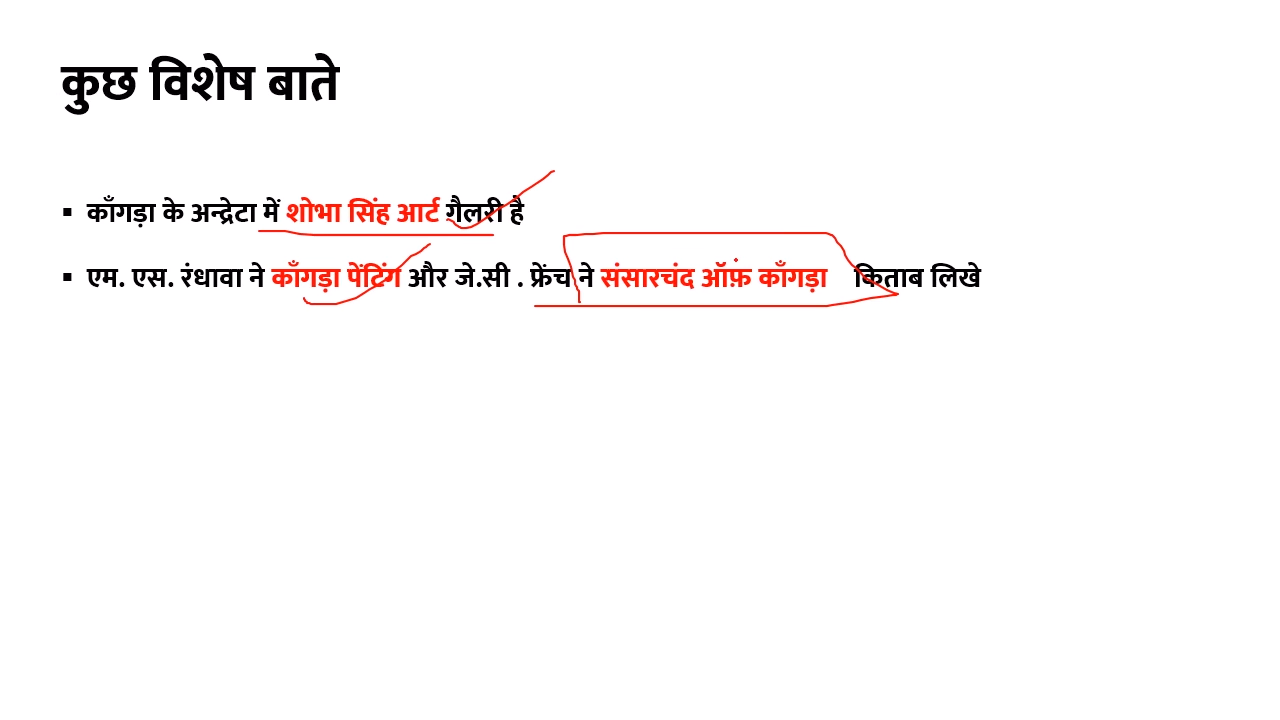 कुछ विशेष बाते
▪ काँगड़ा के अन्द्रेटा में शोभा सिंह आर्ट गैलरी है
▪ एम. एस. रंधावा ने काँगड़ा पेंटिंग और जे.सी . फ्रेंच ने संसारचंद ऑफ़ काँगड़ा किताब लिखे